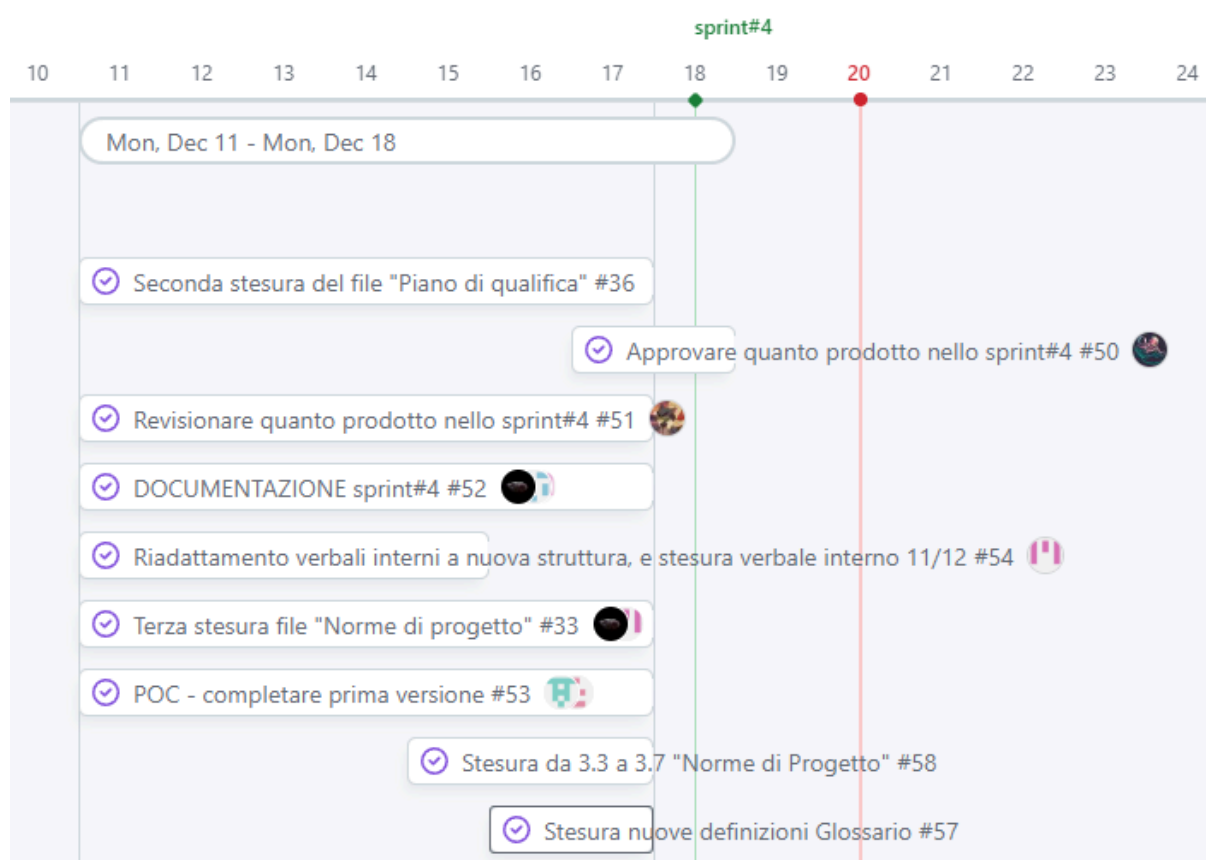 sprint#4
10 11 12 13 14 15 16 17 18 19 20 21 22 23 24
Mon, Dec 11 - Mon, Dec 18
Seconda stesura del file "Piano di qualifica" #36
Approvare quanto prodotto nello sprint#4 #50
Revisionare quanto prodotto nello sprint#4 #51
DOCUMENTAZIONE sprint#4 #52
Riadattamento verbali interni a nuova struttura, e stesura verbale interno 11/12 #54
Terza stesura file "Norme di progetto" #33
POC - completare prima versione #53
Stesura da 3.3 a 3.7 "Norme di Progetto" #58
Stesura nuove definizioni Glossario #57